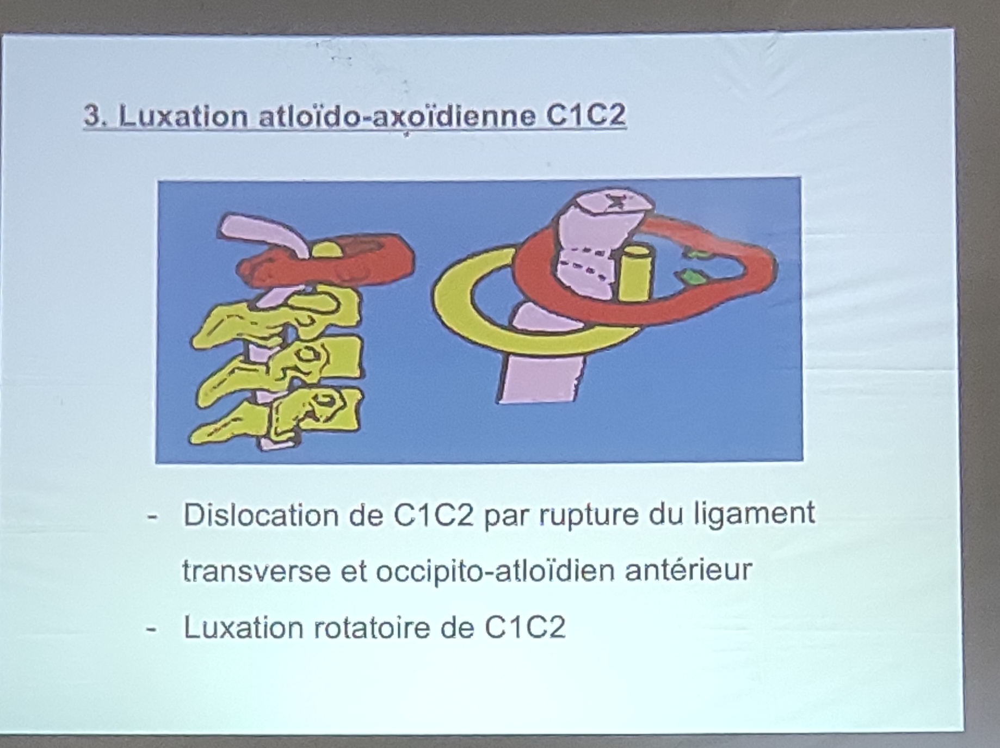 3. Luxation atloïdo-axoïdienne C1C2
- Dislocation de C1C2 par rupture du ligament
transverse et occipito-atloïdien antérieur
- Luxation rotatoire de C1C2